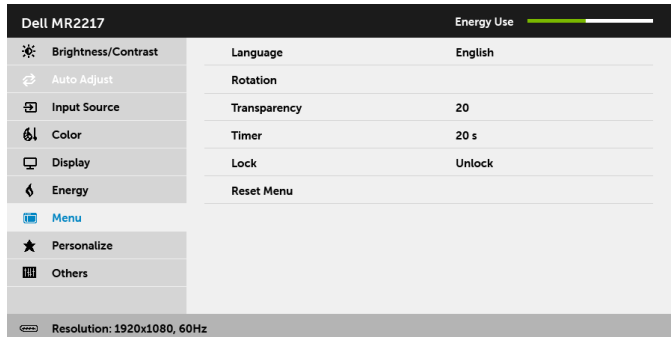 Dell MR2217
Energy Use
Brightness/Contrast
Auto Adjust
Input Source
Color
Display
Energy
Menu
Personalize
Others
Language English
Rotation
Transparency 20
Timer 20 s
Lock Unlock
Reset Menu
Resolution: 1920x1080, 60Hz